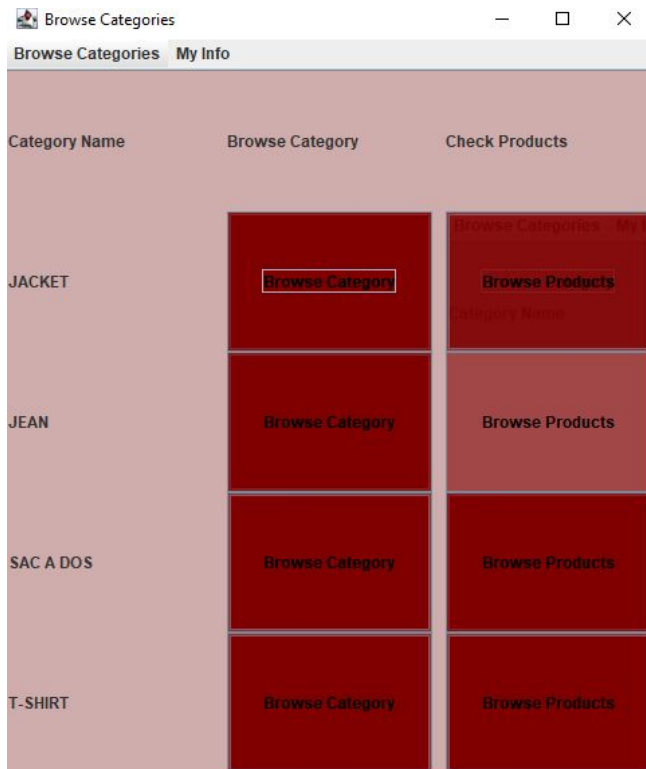 Browse Categories
Browse Categories My Info
Category Name Browse Category Check Products
Browse Categories My
JACKET Browse Category Browse Products
Category Name
JEAN Browse Category Browse Products
SAC A DOS Browse Category Browse Products
T-SHIRT Browse Category Browse Products